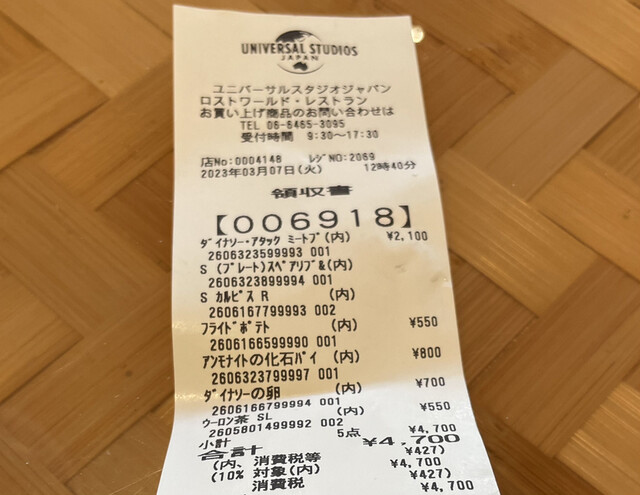 UNIVERSAL STUDIOS
JAPAN
ユニバーサルスタジオジャパン
ロストワールド・レストラン
お買い上げ商品のお問い合わせは
TEL 06-6465-3095
受付時間 9:30〜17:30
店No:0004148 レジNO:2069
2023年03月07日(火) 12時40分
領収書
【006918】
ダイナソー・アタック ミートプ(内) ¥2,100
2606323599993 001
S (プレート)スペアリブ&(内)
2606323899994 001
S カルピス R (内)
2606167799993 002
フライドポテト (内) ¥550
2606166599990 001
アンモナイトの化石パイ (内) ¥800
2606323799997 001
ダイナソーの卵 (内) ¥700
2606166799994 001
ウーロン茶 SL (内) ¥550
2605801499992 002
小計 5点 ¥4,700
合計 ¥4,700
(内、消費税等 ¥427)
(10% 対象(内) ¥4,700
消費税 ¥427)
¥4,700